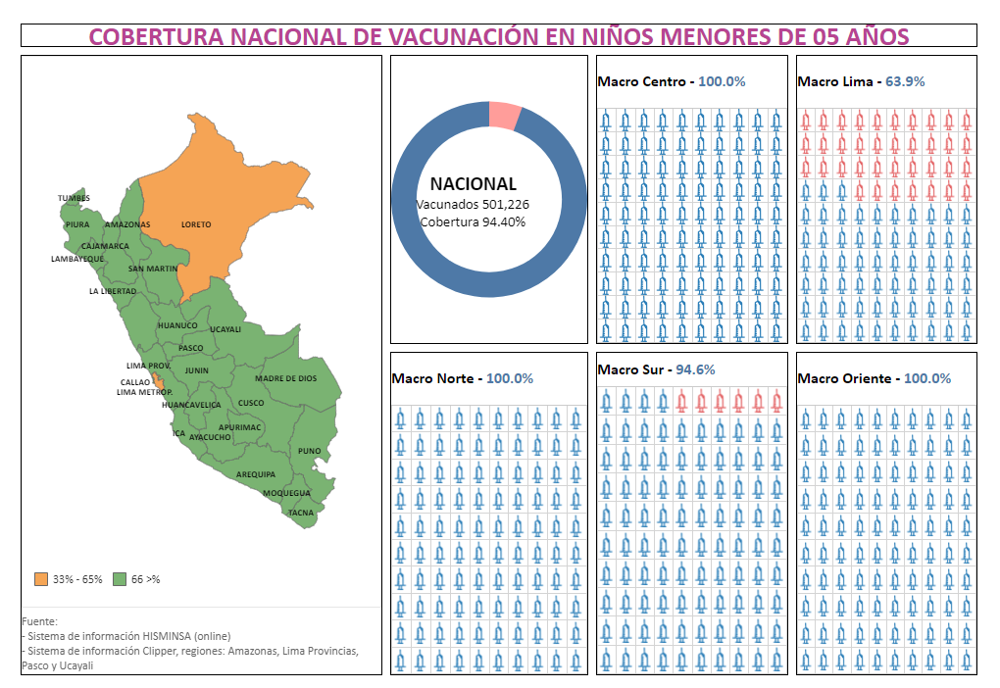 COBERTURA NACIONAL DE VACUNACIÓN EN NIÑOS MENORES DE 05 AÑOS
TUMBES
PIURA
AMAZONAS
LORETO
CAJAMARCA
LAMBAYEQUE
SAN MARTIN
LA LIBERTAD
HUANUCO
UCAYALI
PASCO
LIMA PROV.
JUNIN
CALLAO
MADRE DE DIOS
LIMA METROP.
HUANCAVELICA
CUSCO
ICA
APURIMAC
AYACUCHO
PUNO
AREQUIPA
MOQUEGUA
TACNA
33% - 65%
66 >%
Fuente:
- Sistema de información HISMINSA (online)
- Sistema de información Clipper, regiones: Amazonas, Lima Provincias,
Pasco y Ucayali
NACIONAL
Vacunados 501,226
Cobertura 94.40%
Macro Centro - 100.0%
Macro Lima - 63.9%
Macro Norte - 100.0%
Macro Sur - 94.6%
Macro Oriente - 100.0%